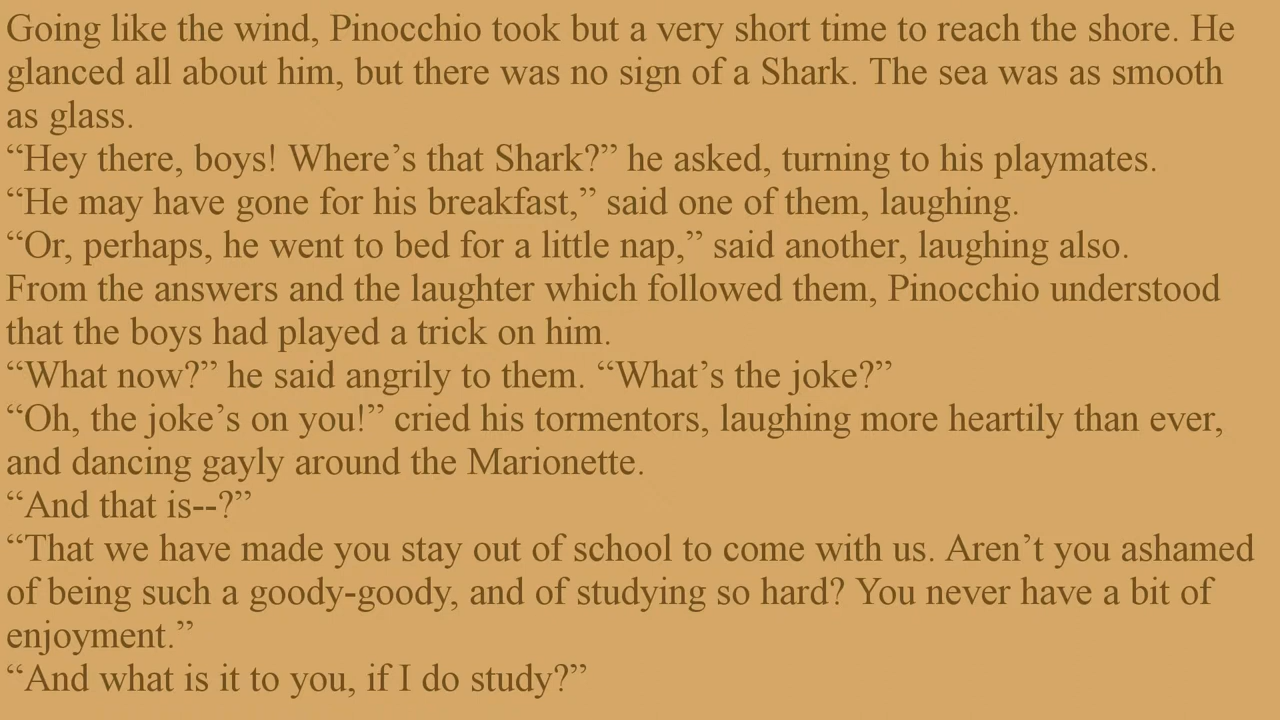 Going like the wind, Pinocchio took but a very short time to reach the shore. He
glanced all about him, but there was no sign of a Shark. The sea was as smooth
as glass.
“Hey there, boys! Where’s that Shark?” he asked, turning to his playmates.
“He may have gone for his breakfast,” said one of them, laughing.
“Or, perhaps, he went to bed for a little nap,” said another, laughing also.
From the answers and the laughter which followed them, Pinocchio understood
that the boys had played a trick on him.
“What now?” he said angrily to them. “What’s the joke?”
“Oh, the joke’s on you!” cried his tormentors, laughing more heartily than ever,
and dancing gayly around the Marionette.
“And that is--?”
“That we have made you stay out of school to come with us. Aren’t you ashamed
of being such a goody-goody, and of studying so hard? You never have a bit of
enjoyment.”
“And what is it to you, if I do study?”